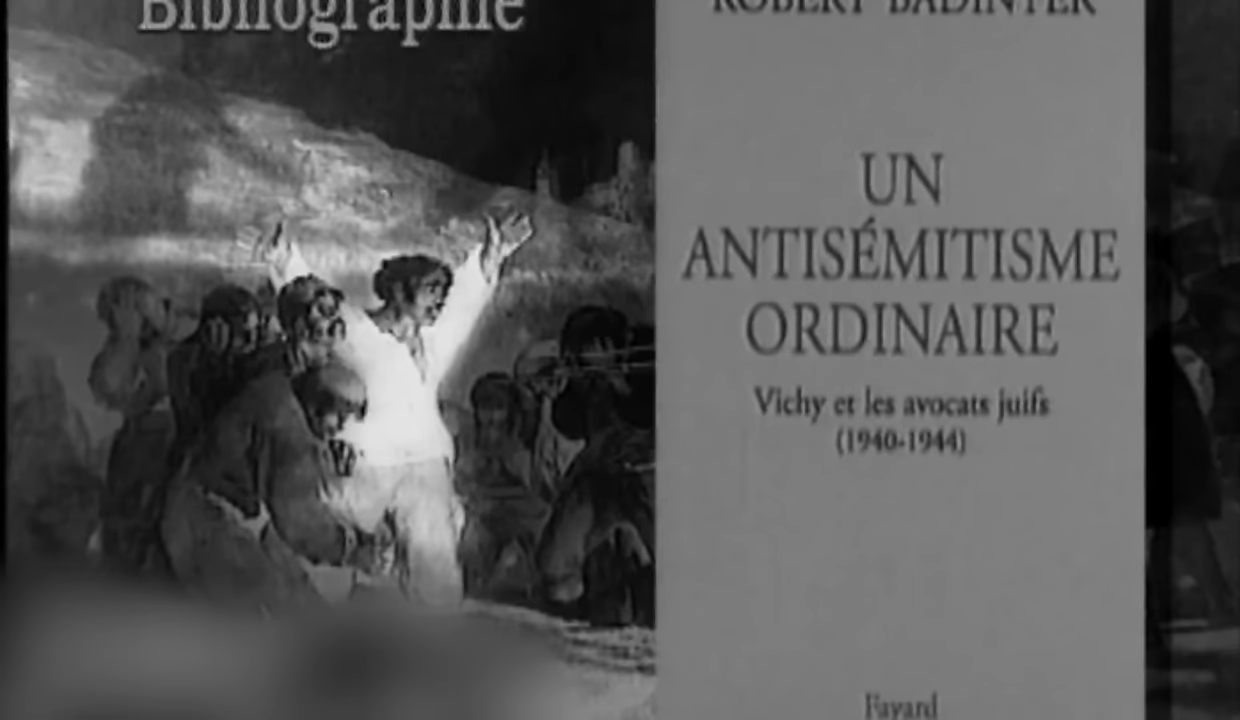 Bibliographie
ROBERT BADINTER
UN
ANTISÉMITISME
ORDINAIRE
Vichy et les avocats juifs
(1940-1944)
Fayard